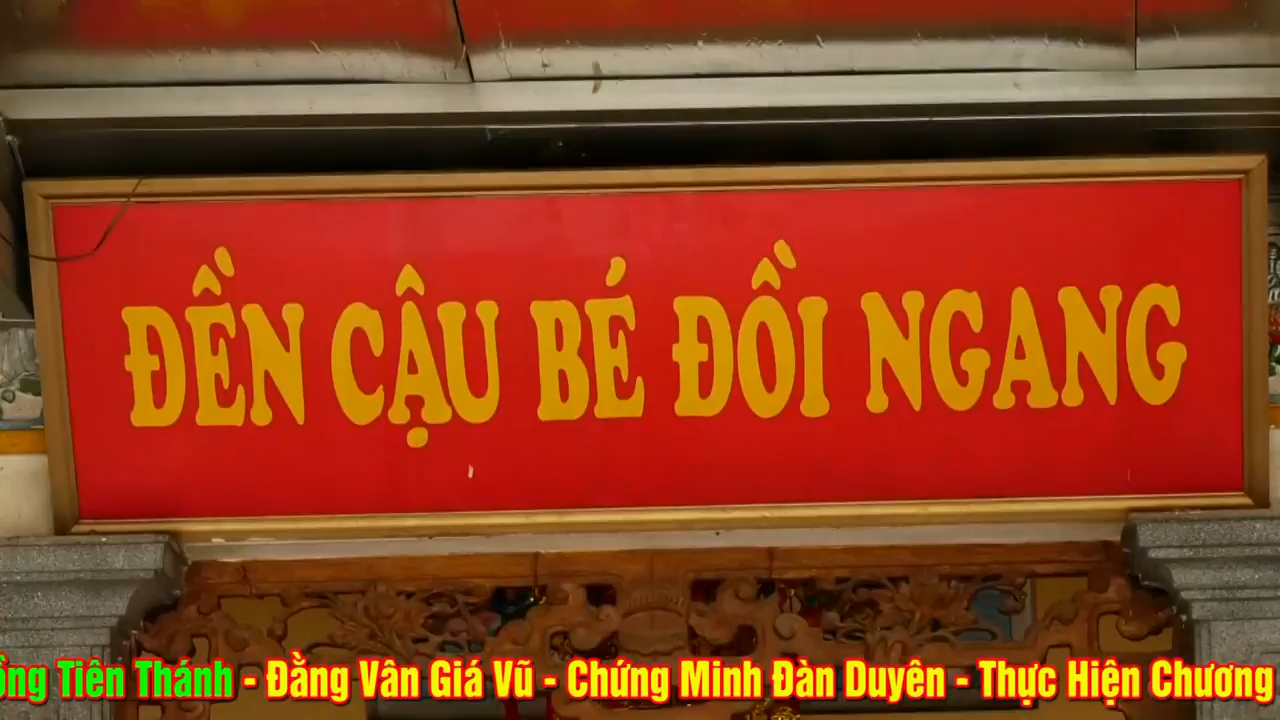 ĐỀN CẬU BÉ ĐỒI NGANG
Tiên Thánh - Đằng Vân Giá Vũ - Chứng Minh Đàn Duyên - Thực Hiện Chương